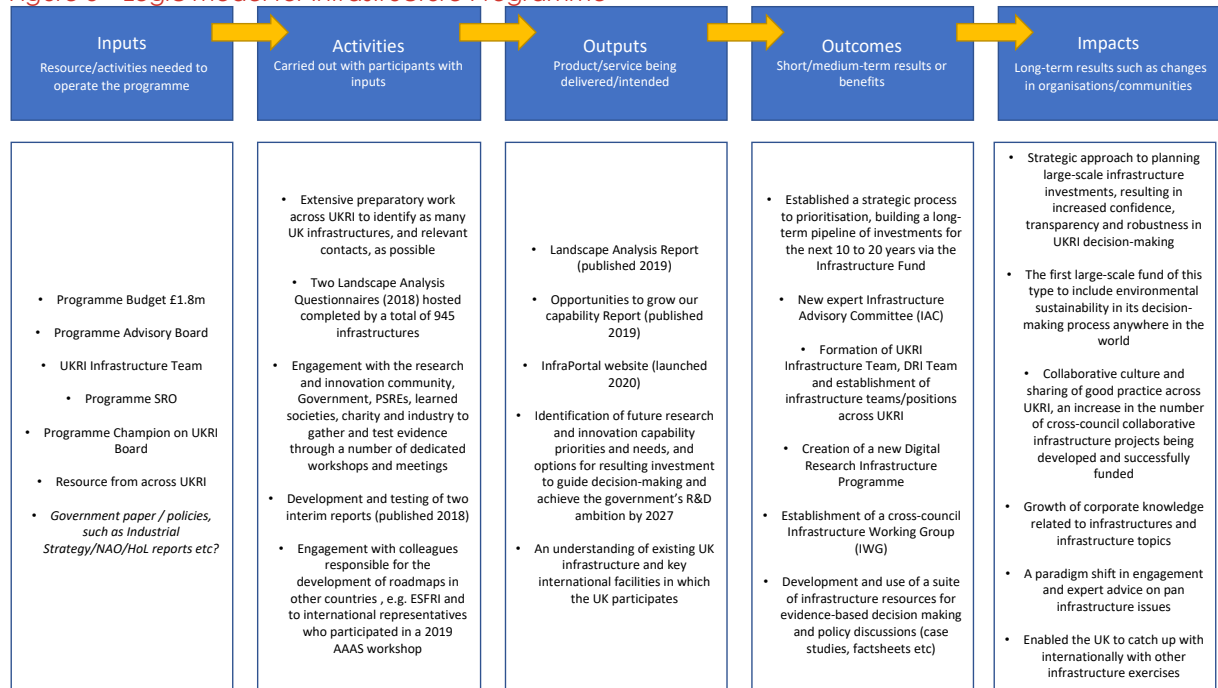 Figure - Logic Model for Infrastructure Programme
Inputs
Resource/activities needed to
operate the programme
Activities
Carried out with participants with
inputs
Outputs
Product/service being
delivered/intended
Outcomes
Short/medium-term results or
benefits
Impacts
Long-term results such as changes
in organisations/communities
• Programme Budget £1.8m
• Programme Advisory Board
• UKRI Infrastructure Team
• Programme SRO
• Programme Champion on UKRI
Board
• Resource from across UKRI
• Government paper / policies,
such as Industrial
Strategy/NAO/HoL reports etc?
• Extensive preparatory work
across UKRI to identify as many
UK infrastructures, and relevant
contacts, as possible
• Two Landscape Analysis
Questionnaires (2018) hosted
completed by a total of 945
infrastructures
• Engagement with the research
and innovation community,
Government, PSREs, learned
societies, charity and industry to
gather and test evidence
through a number of dedicated
workshops and meetings
• Development and testing of two
interim reports (published 2018)
• Engagement with colleagues
responsible for the
development of roadmaps in
other countries , e.g. ESFRI and
to international representatives
who participated in a 2019
AAAS workshop
• Landscape Analysis Report
(published 2019)
• Opportunities to grow our
capability Report (published
2019)
• InfraPortal website (launched
2020)
• Identification of future research
and innovation capability
priorities and needs, and
options for resulting investment
to guide decision-making and
achieve the government's R&D
ambition by 2027
• An understanding of existing UK
infrastructure and key
international facilities in which
the UK participates
• Established a strategic process
to prioritisation, building a long-
term pipeline of investments for
the next 10 to 20 years via the
Infrastructure Fund
• New expert Infrastructure
Advisory Committee (IAC)
• Formation of UKRI
Infrastructure Team, DRI Team
and establishment of
infrastructure teams/positions
across UKRI
• Creation of a new Digital
Research Infrastructure
Programme
• Establishment of a cross-council
Infrastructure Working Group
(IWG)
• Development and use of a suite
of infrastructure resources for
evidence-based decision making
and policy discussions (case
studies, factsheets etc)
• Strategic approach to planning
large-scale infrastructure
investments, resulting in
increased confidence,
transparency and robustness in
UKRI decision-making
• The first large-scale fund of this
type to include environmental
sustainability in its decision-
making process anywhere in the
world
• Collaborative culture and
sharing of good practice across
UKRI, an increase in the number
of cross-council collaborative
infrastructure projects being
developed and successfully
funded
• Growth of corporate knowledge
related to infrastructures and
infrastructure topics
• A paradigm shift in engagement
and expert advice on pan
infrastructure issues
• Enabled the UK to catch up with
internationally with other
infrastructure exercises